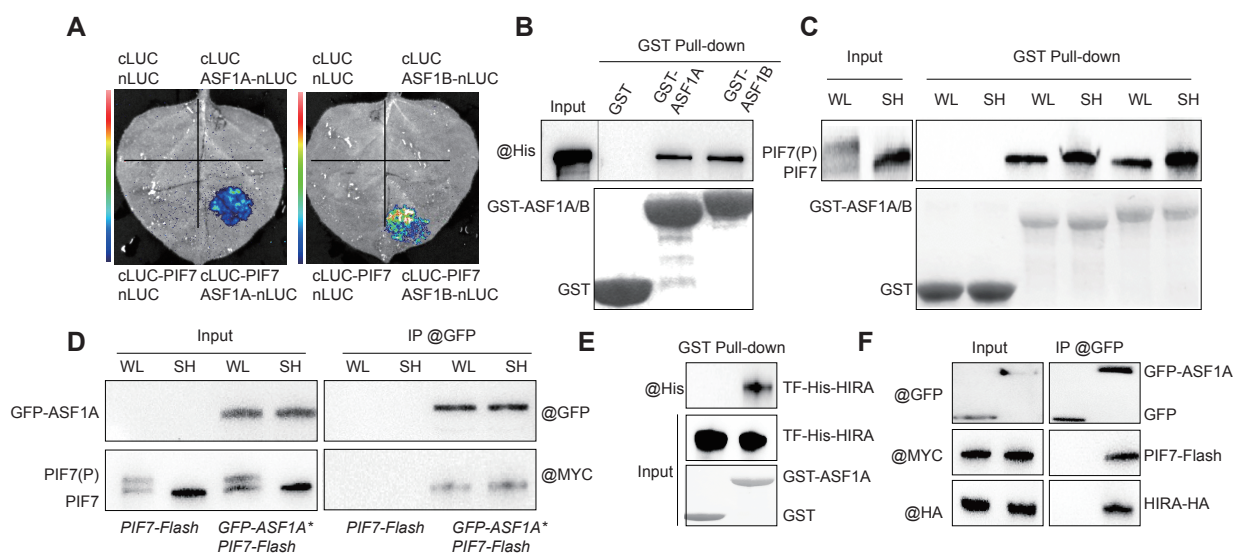 A
cLUC cLUC
nLUC ASF1A-nLUC
cLUC cLUC
nLUC ASF1B-nLUC
cLUC-PIF7 cLUC-PIF7
nLUC ASF1A-nLUC
cLUC-PIF7 cLUC-PIF7
nLUC ASF1B-nLUC
B
GST Pull-down
Input GST GST-ASF1A GST-ASF1B
@His
GST-ASF1A/B
GST
C
Input GST Pull-down
WL SH WL SH WL SH WL SH
PIF7(P)
PIF7
GST-ASF1A/B
GST
D
Input IP @GFP
WL SH WL SH WL SH WL SH
GFP-ASF1A @GFP
PIF7(P) @MYC
PIF7
PIF7-Flash GFP-ASF1A* PIF7-Flash GFP-ASF1A*
PIF7-Flash PIF7-Flash
E
GST Pull-down
@His TF-His-HIRA
TF-His-HIRA
Input GST-ASF1A
GST
F
Input IP @GFP
@GFP GFP-ASF1A
GFP
@MYC PIF7-Flash
@HA HIRA-HA